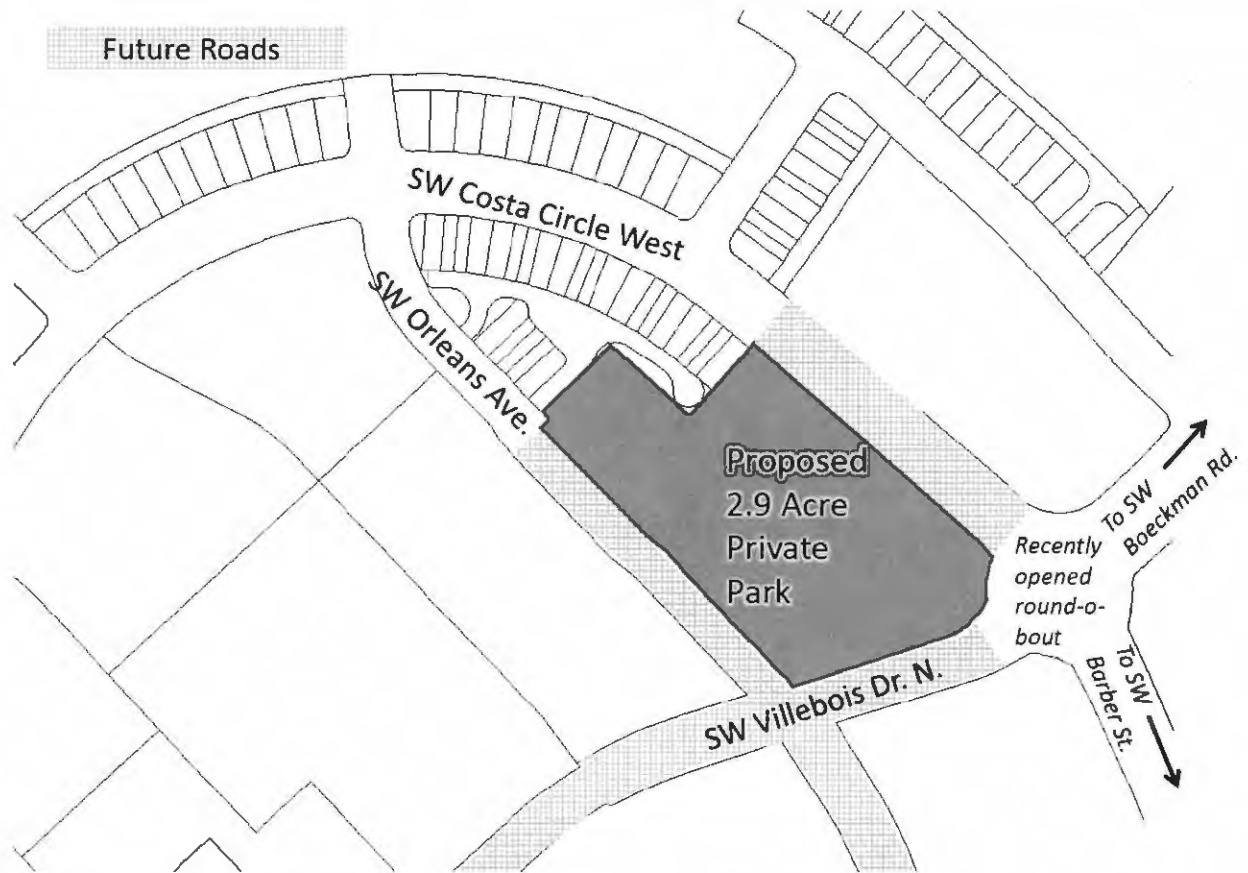 Future Roads
SW Costa Circle West
SW Orleans Ave.
Proposed
2.9 Acre
Private
Park
To SW
Boeckman Rd.
Recently
opened
round-o-
bout
To SW
Barber St.
SW Villebois Dr. N.